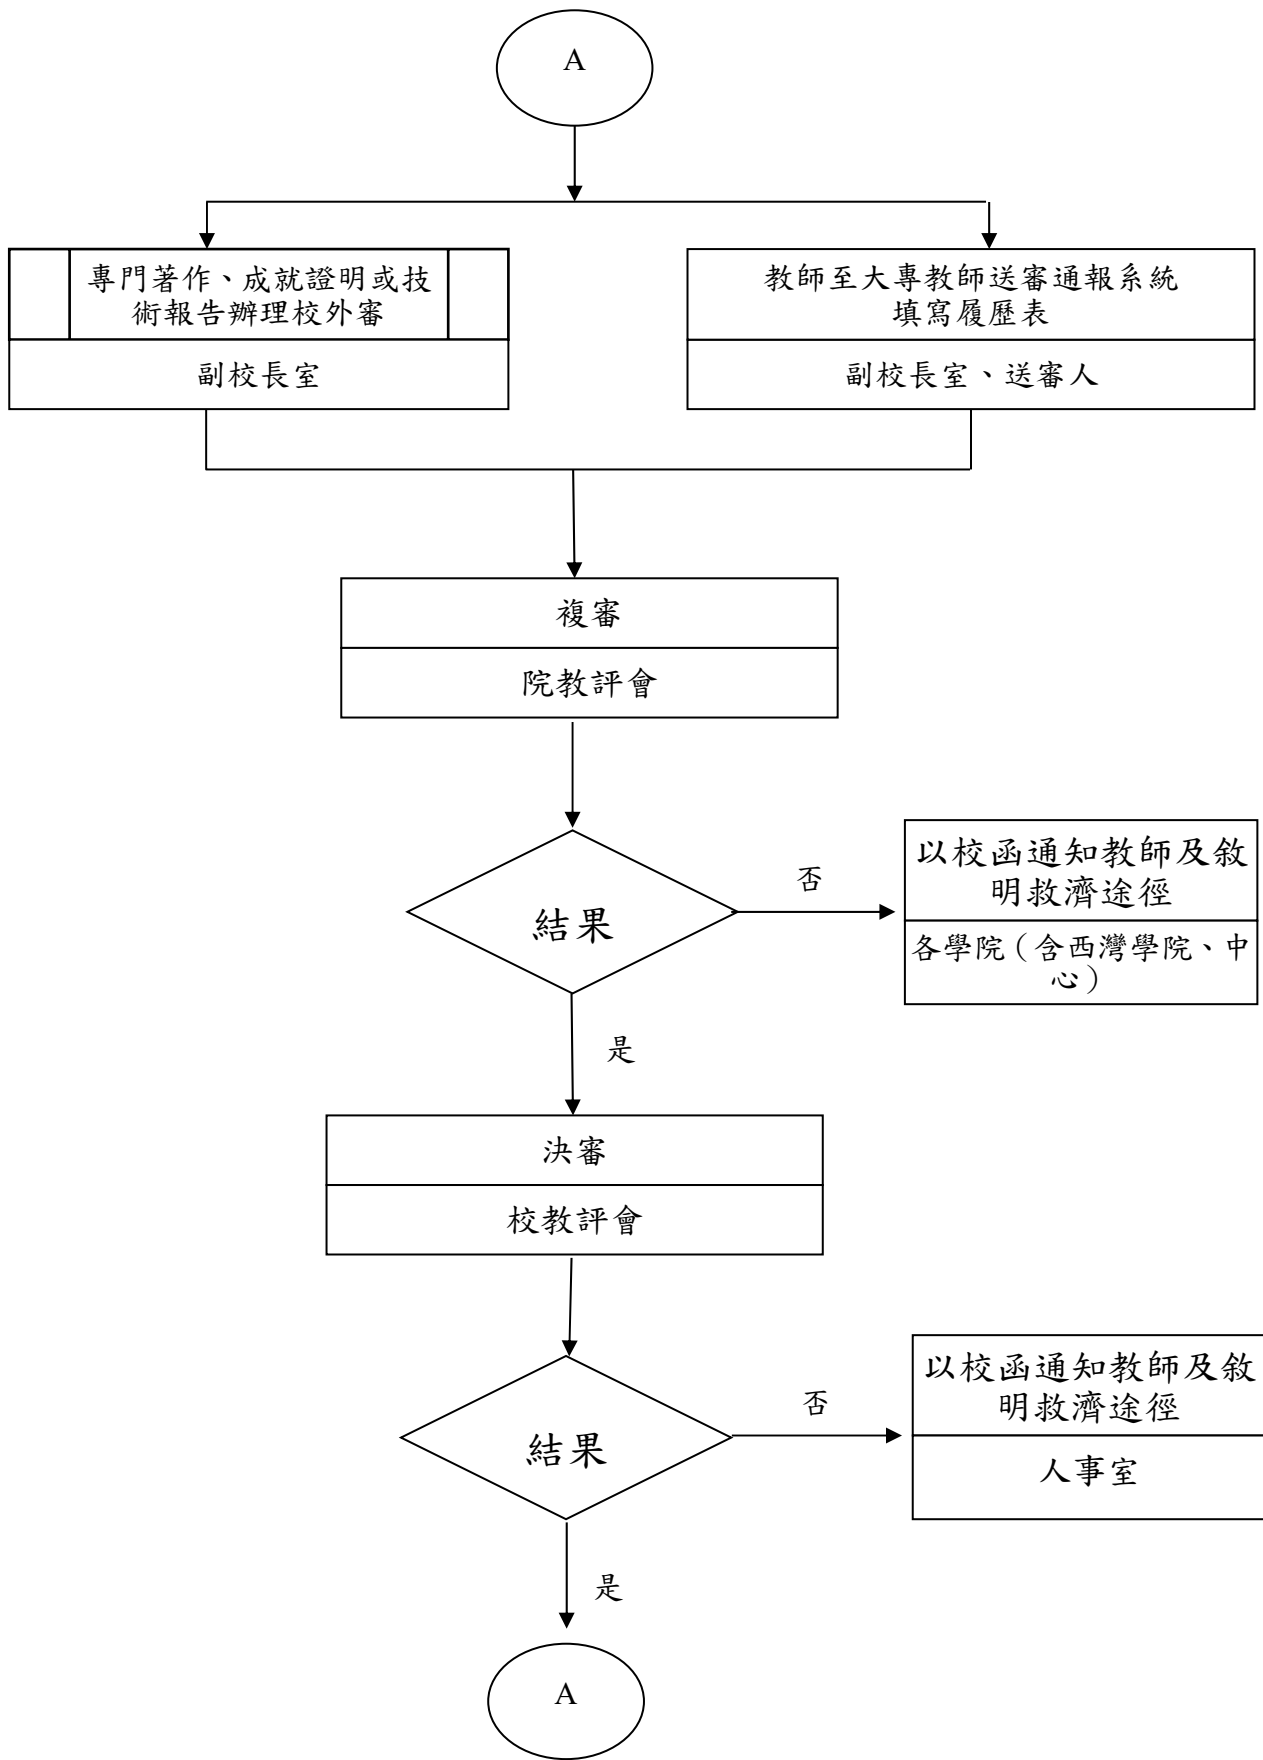 A
專門著作、成就證明或技
術報告辦理校外審
副校長室
教師至大專教師送審通報系統
填寫履歷表
副校長室、送審人
複審
院教評會
結果
否
以校函通知教師及敘
明救濟途徑
各學院（含西灣學院、中
心）
是
決審
校教評會
結果
否
以校函通知教師及敘
明救濟途徑
人事室
是
A